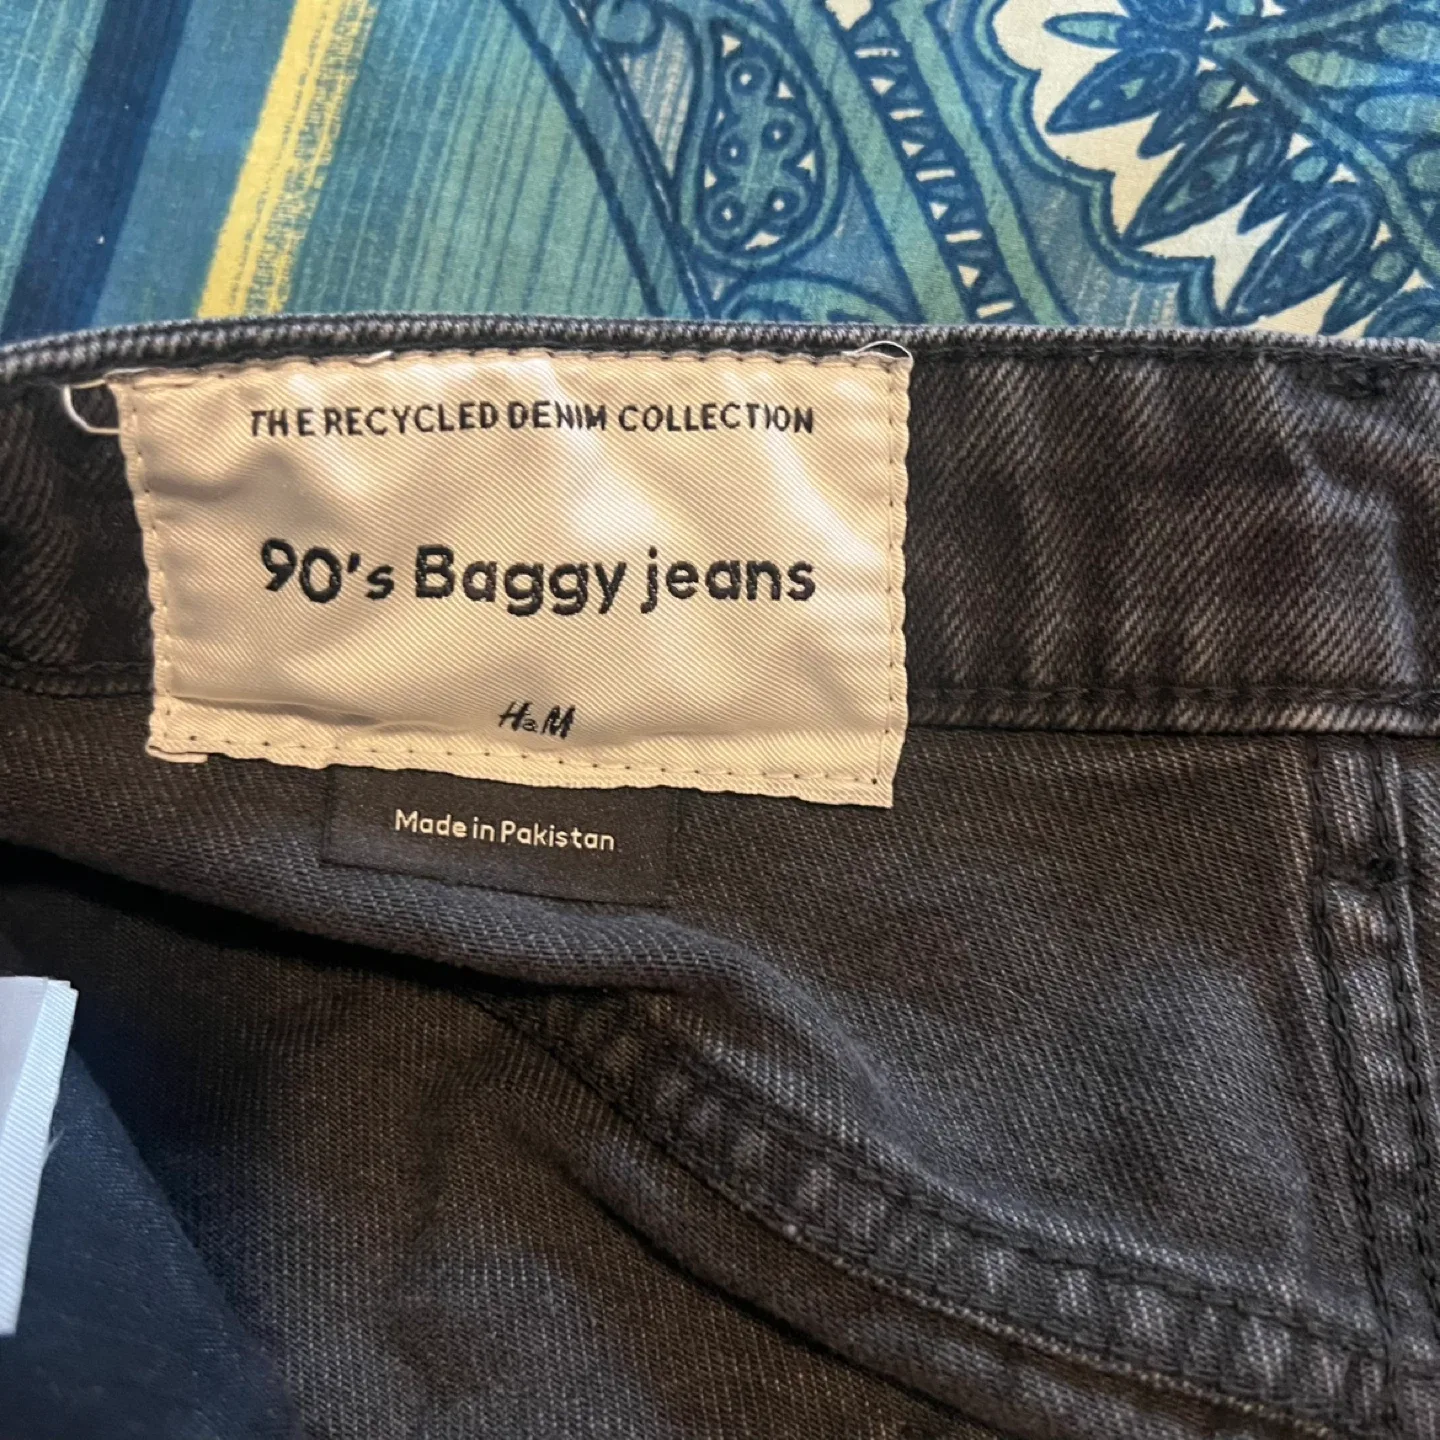 THE RECYCLED DENIM COLLECTION
90's Baggy jeans
H&M
Made in Pakistan